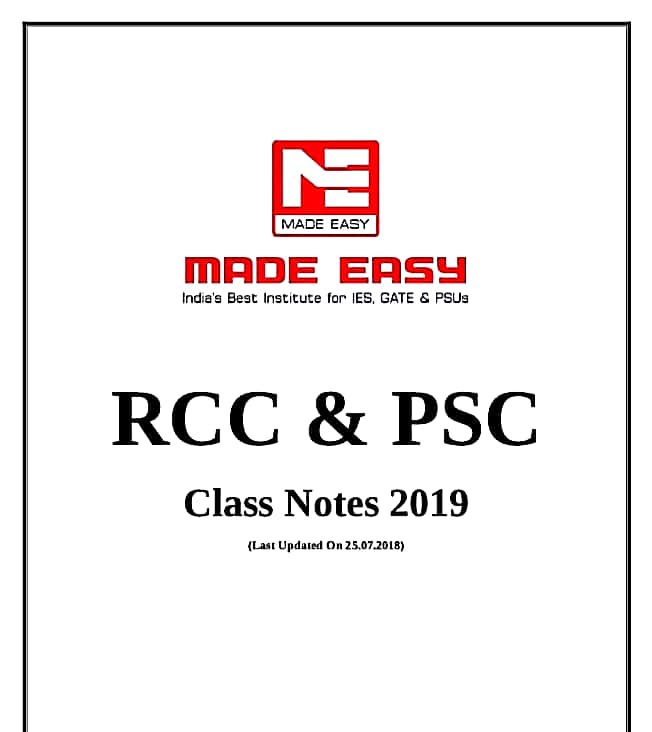 MADE EASY
MADE EASY
India's Best Institute for IES, GATE & PSUs
RCC & PSC
Class Notes 2019
(Last Updated On 25.07.2018)